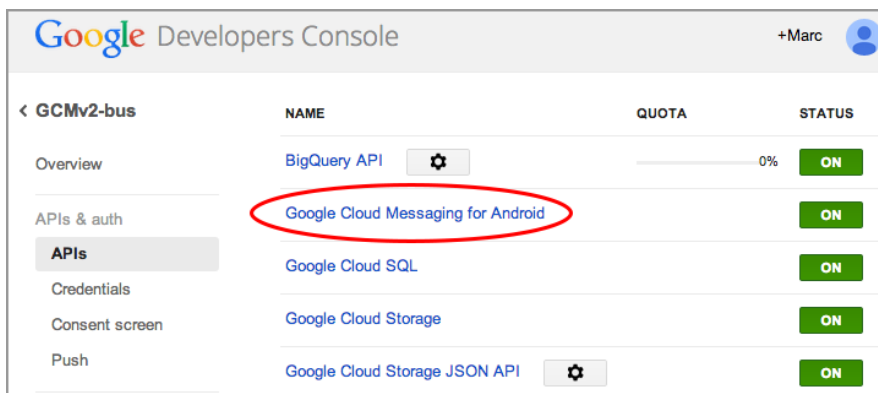 Google Developers Console
+Marc
< GCMv2-bus
NAME QUOTA STATUS
Overview
BigQuery API 0% ON
APIs & auth
Google Cloud Messaging for Android ON
APIs
Google Cloud SQL ON
Credentials
Consent screen
Google Cloud Storage ON
Push
Google Cloud Storage JSON API ON